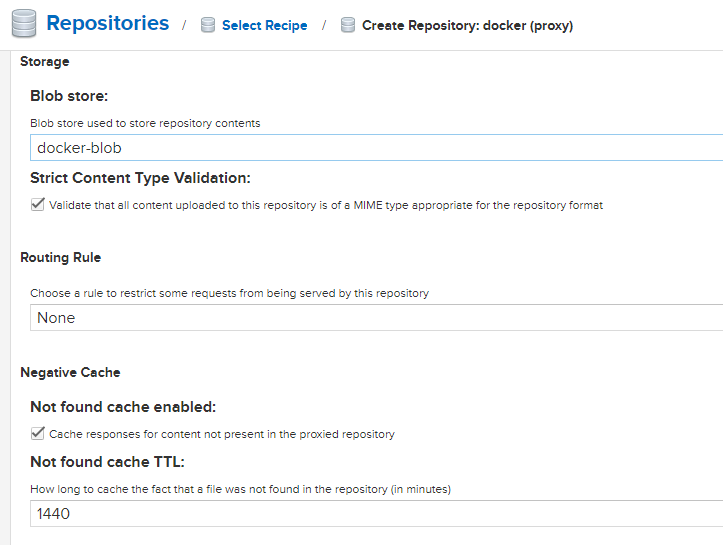 Repositories / Select Recipe / Create Repository: docker (proxy)
Storage
Blob store:
Blob store used to store repository contents
docker-blob
Strict Content Type Validation:
Validate that all content uploaded to this repository is of a MIME type appropriate for the repository format
Routing Rule
Choose a rule to restrict some requests from being served by this repository
None
Negative Cache
Not found cache enabled:
Cache responses for content not present in the proxied repository
Not found cache TTL:
How long to cache the fact that a file was not found in the repository (in minutes)
1440